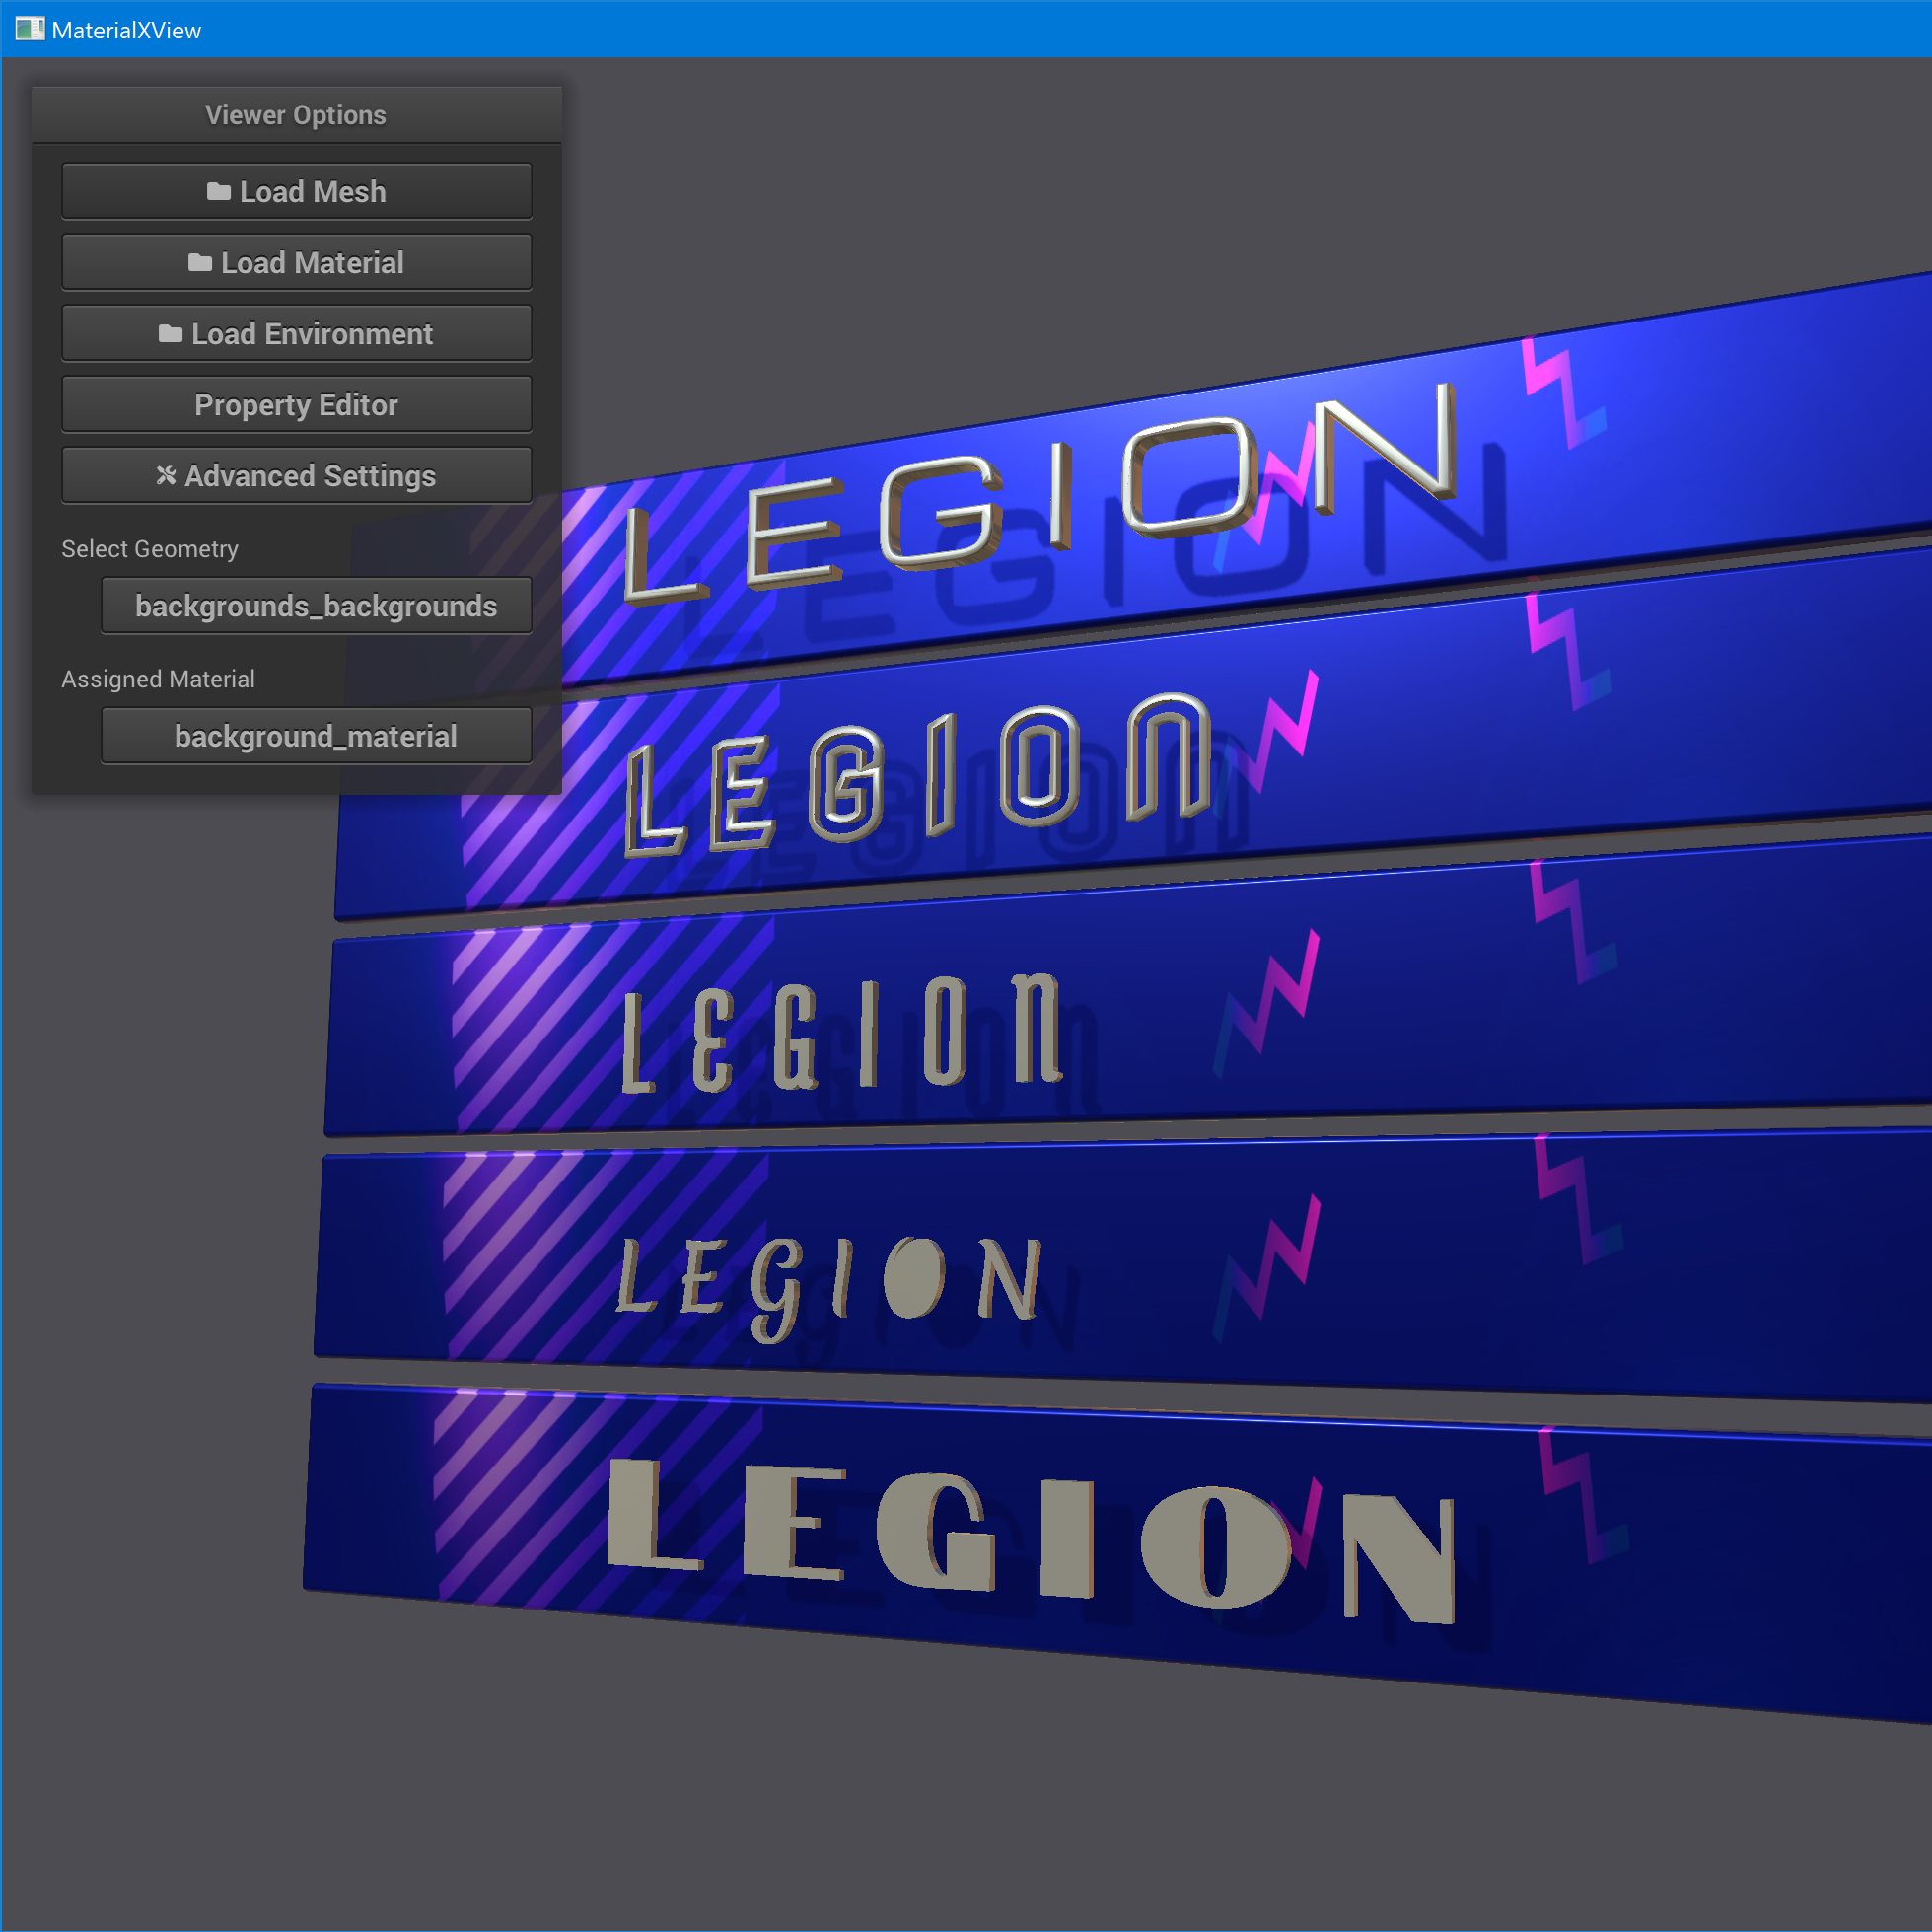 MaterialXView
Viewer Options
Load Mesh
Load Material
Load Environment
Property Editor
Advanced Settings
Select Geometry
backgrounds_backgrounds
Assigned Material
background_material
LEGION
LEGION
LEGION
LEGION
LEGION